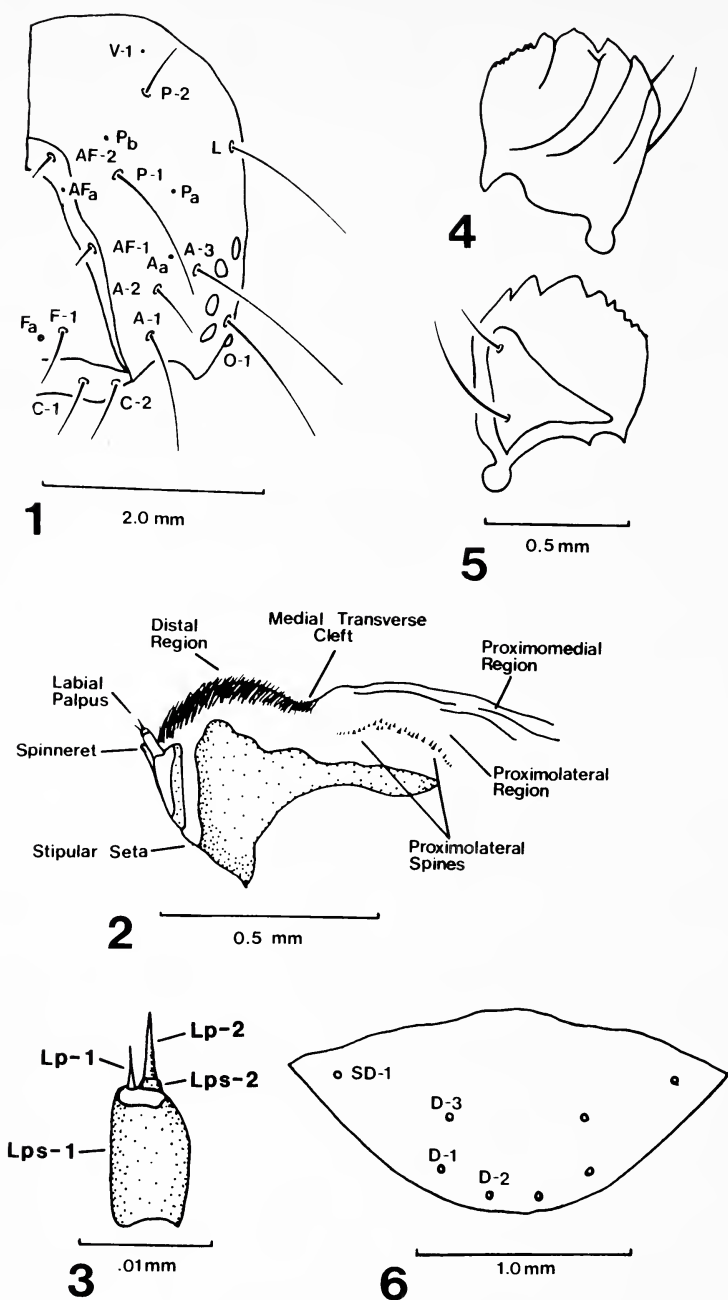 V-1
P-2
Pb
AF-2
P-1
L
AFa
Pa
AF-1
Aa
A-3
A-2
Fa
F-1
A-1
O-1
C-1
C-2
2.0 mm
1
4
0.5 mm
5
Distal
Region
Medial Transverse
Cleft
Proximomedial
Region
Labial
Palpus
Spinneret
Proximolateral
Region
Stipular Seta
Proximolateral
Spines
0.5 mm
2
Lp-2
Lp-1
Lps-2
Lps-1
.01mm
3
SD-1
D-3
D-1
D-2
1.0 mm
6